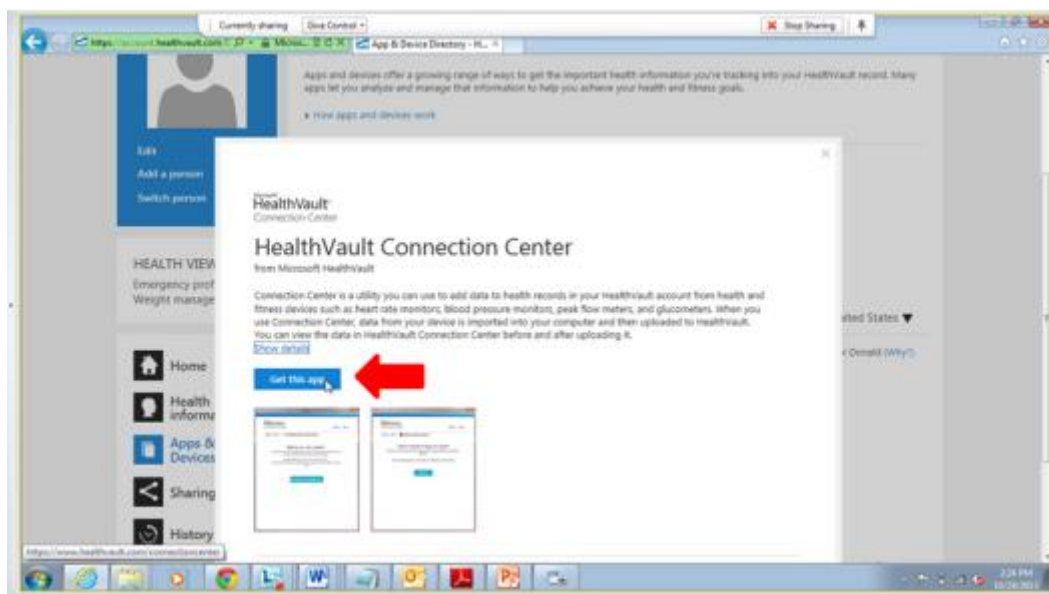 Currently sharing
Give Control
Stop Sharing
App & Device Directory - H...
Apps and devices offer a growing range of ways to get the important health information you're tracking into your HealthVault record. Many
apps let you analyze and manage that information to help you achieve your health and fitness goals.
How apps and devices work
Edit
Add a person
Switch person
HealthVault
Connection Center
HealthVault Connection Center
from Microsoft HealthVault
HEALTH VIEW
Emergency prof
Weight manage
Connection Center is a utility you can use to add data to health records in your HealthVault account from health and
fitness devices such as heart rate monitors, blood pressure monitors, peak flow meters, and glucometers. When you
use Connection Center, data from your device is imported into your computer and then uploaded to HealthVault.
You can view the data in HealthVault Connection Center before and after uploading it.
Show details
ited States
r Donald (Why?)
Get this app
Home
Health
informa
Apps &
Devices
Sharing
History
https://www.healthvault.com/connectioncenter
2:24 PM